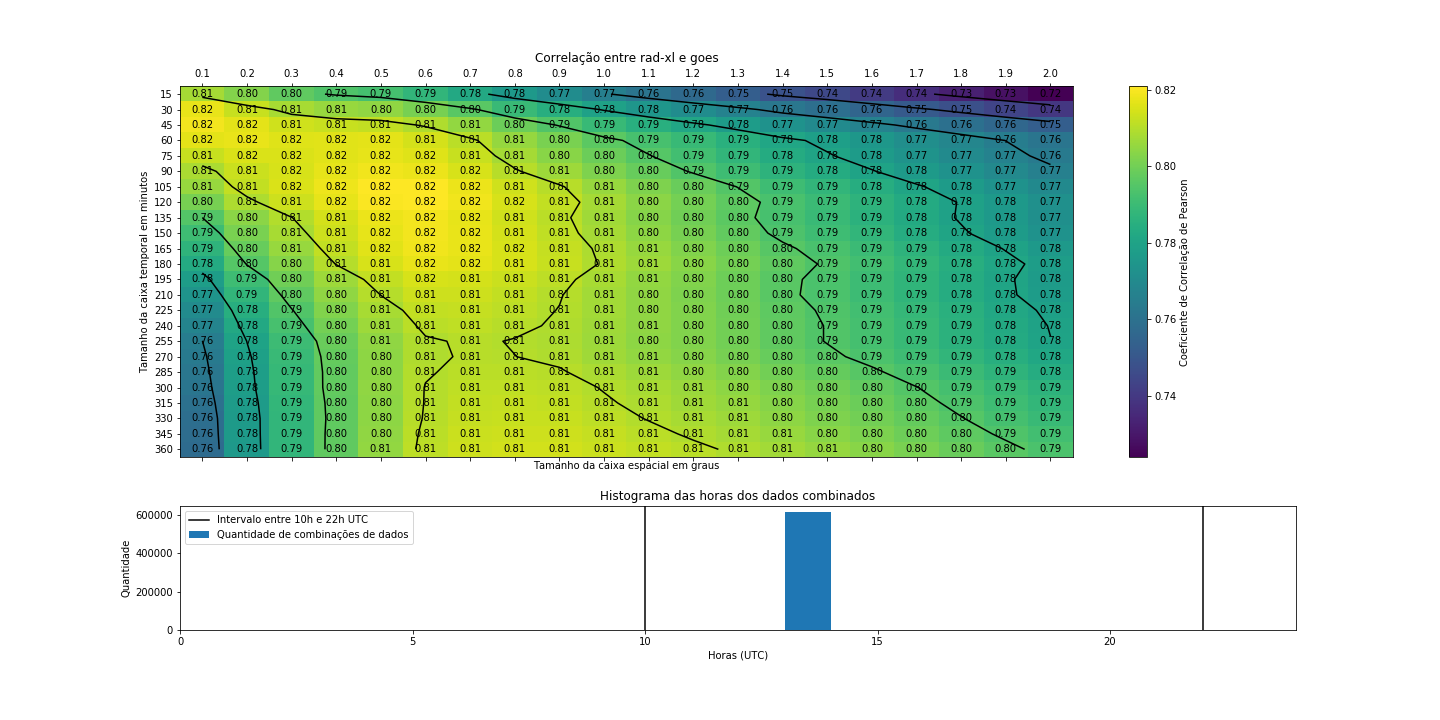 Correlação entre rad-xl e goes
0.1 0.2 0.3 0.4 0.5 0.6 0.7 0.8 0.9 1.0 1.1 1.2 1.3 1.4 1.5 1.6 1.7 1.8 1.9 2.0
15 0.81 0.80 0.80 0.79 0.79 0.79 0.78 0.78 0.77 0.77 0.76 0.76 0.75 0.75 0.74 0.74 0.74 0.73 0.73 0.72
30 0.82 0.81 0.81 0.81 0.80 0.80 0.80 0.79 0.78 0.78 0.78 0.77 0.77 0.76 0.76 0.76 0.75 0.75 0.74 0.74
45 0.82 0.82 0.81 0.81 0.81 0.81 0.80 0.80 0.79 0.79 0.79 0.78 0.78 0.77 0.77 0.76 0.76 0.76 0.76 0.75
60 0.82 0.82 0.82 0.82 0.82 0.81 0.81 0.81 0.80 0.80 0.79 0.79 0.79 0.78 0.78 0.77 0.77 0.77 0.76 0.76
75 0.81 0.82 0.82 0.82 0.82 0.82 0.81 0.81 0.80 0.80 0.80 0.79 0.79 0.78 0.78 0.78 0.77 0.77 0.77 0.76
90 0.81 0.81 0.82 0.82 0.82 0.82 0.82 0.81 0.81 0.80 0.80 0.79 0.79 0.79 0.78 0.78 0.78 0.77 0.77 0.77
105 0.81 0.81 0.82 0.82 0.82 0.82 0.82 0.81 0.81 0.81 0.80 0.80 0.79 0.79 0.79 0.78 0.78 0.78 0.77 0.77
120 0.80 0.81 0.81 0.82 0.82 0.82 0.82 0.82 0.81 0.81 0.80 0.80 0.80 0.79 0.79 0.79 0.78 0.78 0.78 0.77
135 0.79 0.80 0.81 0.81 0.82 0.82 0.82 0.82 0.81 0.81 0.80 0.80 0.80 0.79 0.79 0.79 0.78 0.78 0.78 0.77
150 0.79 0.80 0.81 0.81 0.82 0.82 0.82 0.82 0.81 0.81 0.81 0.80 0.80 0.79 0.79 0.79 0.78 0.78 0.78 0.77
165 0.79 0.80 0.81 0.81 0.82 0.82 0.82 0.82 0.81 0.81 0.81 0.80 0.80 0.80 0.79 0.79 0.79 0.78 0.78 0.78
180 0.78 0.80 0.80 0.81 0.81 0.82 0.82 0.82 0.81 0.81 0.81 0.80 0.80 0.80 0.79 0.79 0.79 0.78 0.78 0.78
195 0.78 0.79 0.80 0.81 0.81 0.82 0.82 0.81 0.81 0.81 0.81 0.80 0.80 0.80 0.79 0.79 0.79 0.78 0.78 0.78
210 0.77 0.79 0.80 0.80 0.81 0.81 0.81 0.81 0.81 0.81 0.80 0.80 0.80 0.80 0.79 0.79 0.79 0.78 0.78 0.78
225 0.77 0.78 0.79 0.80 0.81 0.81 0.81 0.81 0.81 0.81 0.80 0.80 0.80 0.80 0.79 0.79 0.79 0.79 0.78 0.78
240 0.77 0.78 0.79 0.80 0.81 0.81 0.81 0.81 0.81 0.81 0.80 0.80 0.80 0.80 0.79 0.79 0.79 0.79 0.78 0.78
255 0.76 0.78 0.79 0.80 0.81 0.81 0.81 0.81 0.81 0.81 0.80 0.80 0.80 0.80 0.79 0.79 0.79 0.79 0.78 0.78
270 0.76 0.78 0.79 0.80 0.80 0.81 0.81 0.81 0.81 0.81 0.81 0.80 0.80 0.80 0.80 0.79 0.79 0.79 0.78 0.78
285 0.76 0.78 0.79 0.80 0.80 0.81 0.81 0.81 0.81 0.81 0.81 0.80 0.80 0.80 0.80 0.80 0.79 0.79 0.79 0.78
300 0.76 0.78 0.79 0.80 0.80 0.81 0.81 0.81 0.81 0.81 0.81 0.81 0.80 0.80 0.80 0.80 0.80 0.79 0.79 0.79
315 0.76 0.78 0.79 0.80 0.80 0.81 0.81 0.81 0.81 0.81 0.81 0.81 0.80 0.80 0.80 0.80 0.80 0.79 0.79 0.79
330 0.76 0.78 0.79 0.80 0.80 0.81 0.81 0.81 0.81 0.81 0.81 0.81 0.81 0.80 0.80 0.80 0.80 0.80 0.79 0.79
345 0.76 0.78 0.79 0.80 0.80 0.81 0.81 0.81 0.81 0.81 0.81 0.81 0.81 0.81 0.80 0.80 0.80 0.80 0.79 0.79
360 0.76 0.78 0.79 0.80 0.80 0.81 0.81 0.81 0.81 0.81 0.81 0.81 0.81 0.81 0.80 0.80 0.80 0.80 0.80 0.79
Tamanho da caixa temporal em minutos
Tamanho da caixa espacial em graus
0.82
0.80
0.78
0.76
0.74
Coeficiente de Correlação de Pearson
Histograma das horas dos dados combinados
Intervalo entre 10h e 22h UTC
Quantidade de combinações de dados
600000
400000
200000
0
Quantidade
0 5 10 15 20
Horas (UTC)